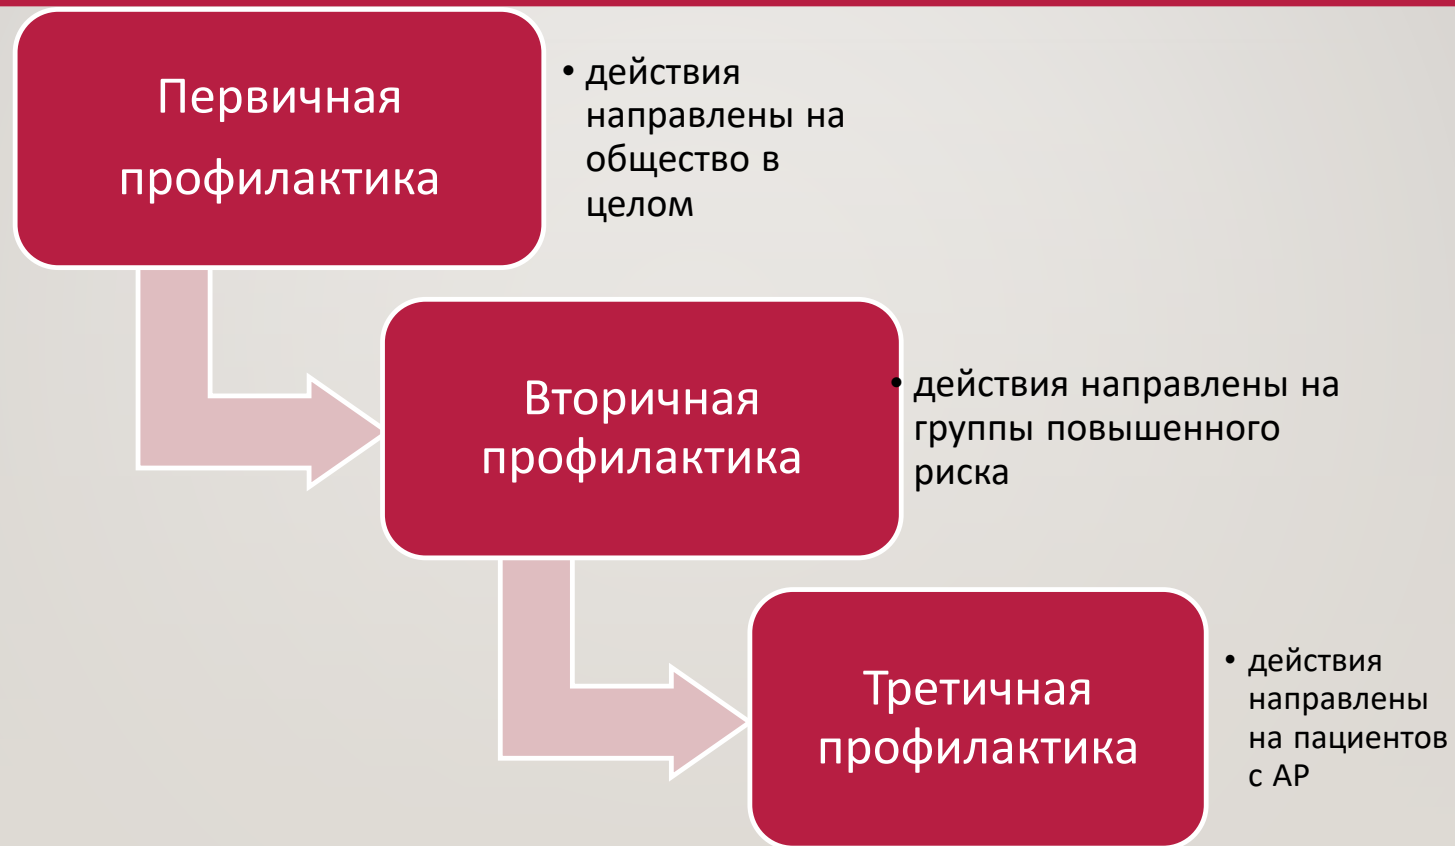 Первичная
профилактика
• действия
направлены на
общество в
целом
Вторичная
профилактика
• действия направлены на
группы повышенного
риска
Третичная
профилактика
• действия
направлены
на пациентов
с АР